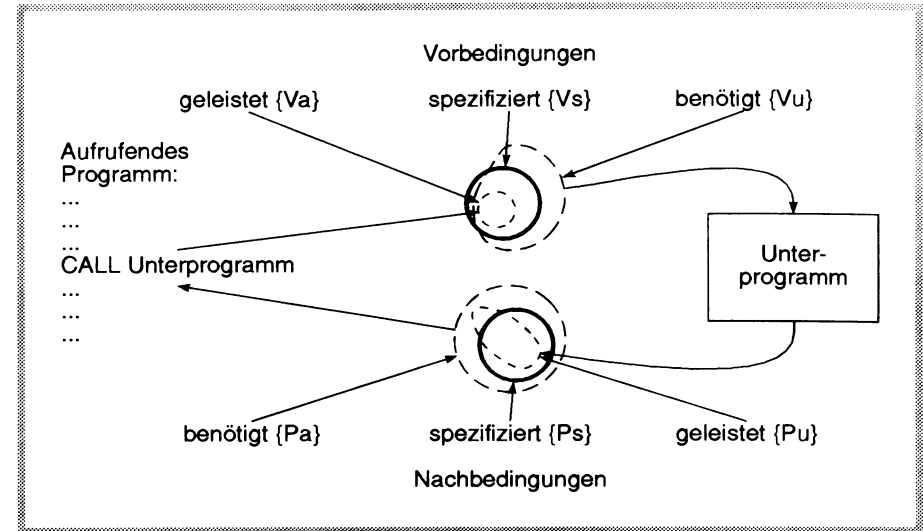 Vorbedingungen
geleistet {Va}
spezifiziert {Vs}
benötigt {Vu}
Aufrufendes
Programm:
...
...
...
CALL Unterprogramm
...
...
...
Unter-
programm
benötigt {Pa}
spezifiziert {Ps}
geleistet {Pu}
Nachbedingungen